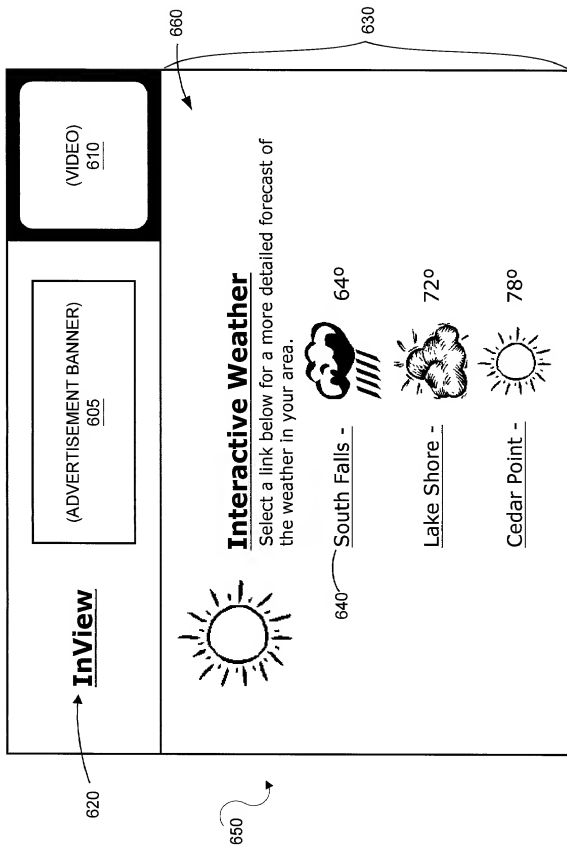 620
InView
(ADVERTISEMENT BANNER)
605
(VIDEO)
610
650
660
630
Interactive Weather
Select a link below for a more detailed forecast of
the weather in your area.
640
South Falls - 64º
Lake Shore - 72º
Cedar Point - 78º